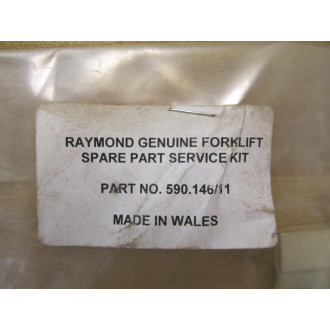 RAYMOND GENUINE FORKLIFT
SPARE PART SERVICE KIT
PART NO. 590.146/11
MADE IN WALES